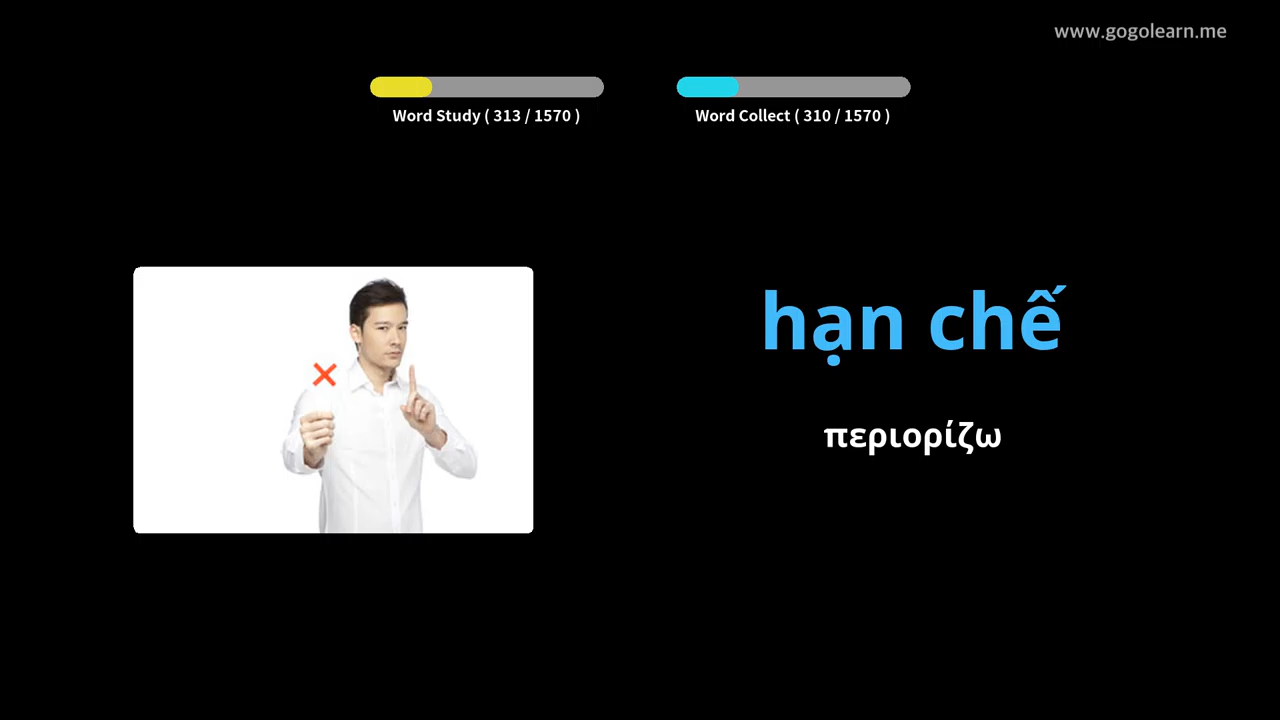 www.gogolearn.me
Word Study ( 313 / 1570 )
Word Collect ( 310 / 1570 )
hạn chế
περιορίζω